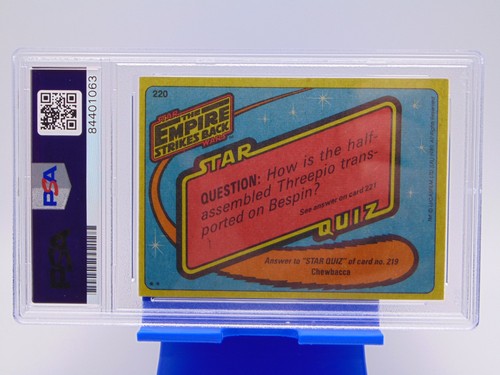 84401063
PSA
220
STAR
THE
EMPIRE
STRIKES BACK
WARS
STAR
QUESTION: How is the half-
assembled Threepio trans-
ported on Bespin?
See answer on card 221
QUIZ
Answer to "STAR QUIZ" of card no. 219
Chewbacca